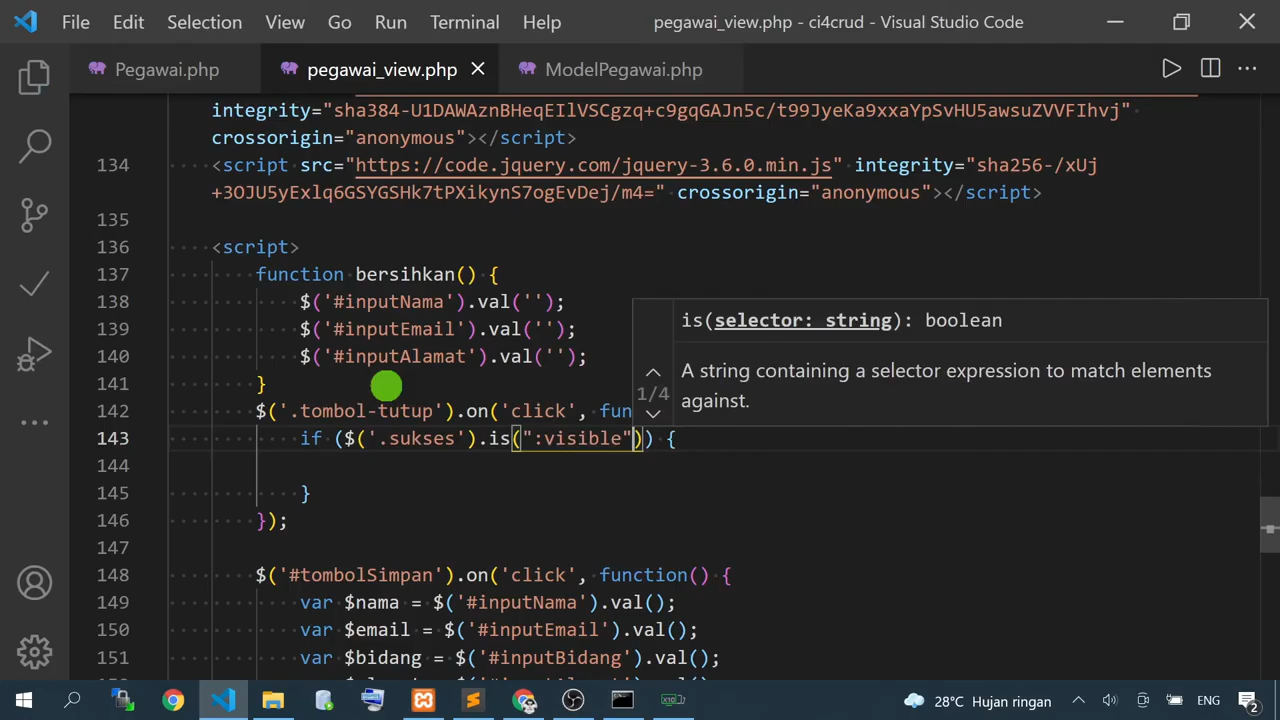 File Edit Selection View Go Run Terminal Help pegawai_view.php - ci4crud - Visual Studio Code
Pegawai.php pegawai_view.php ModelPegawai.php
integrity="sha384-U1DAWAznBHeqEIlVSCgzq+c9gqGAJn5c/t99JyeKa9xxaYpSvHU5awsuZVVFIhvj"
crossorigin="anonymous"></script>
134 <script src="https://code.jquery.com/jquery-3.6.0.min.js" integrity="sha256-/xUj
+3OJU5yExlq6GSYGSHk7tPXikynS7ogEvDej/m4=" crossorigin="anonymous"></script>
135
136 <script>
137 function bersihkan() {
138 $('#inputNama').val('');
139 $('#inputEmail').val('');
140 $('#inputAlamat').val('');
141 }
142 $('.tombol-tutup').on('click', fun
143 if ($('.sukses').is(":visible")) {
144
145 }
146 });
147
148 $('#tombolSimpan').on('click', function() {
149 var $nama = $('#inputNama').val();
150 var $email = $('#inputEmail').val();
151 var $bidang = $('#inputBidang').val();
is(selector: string): boolean
1/4
A string containing a selector expression to match elements
against.
28°C Hujan ringan ENG 2